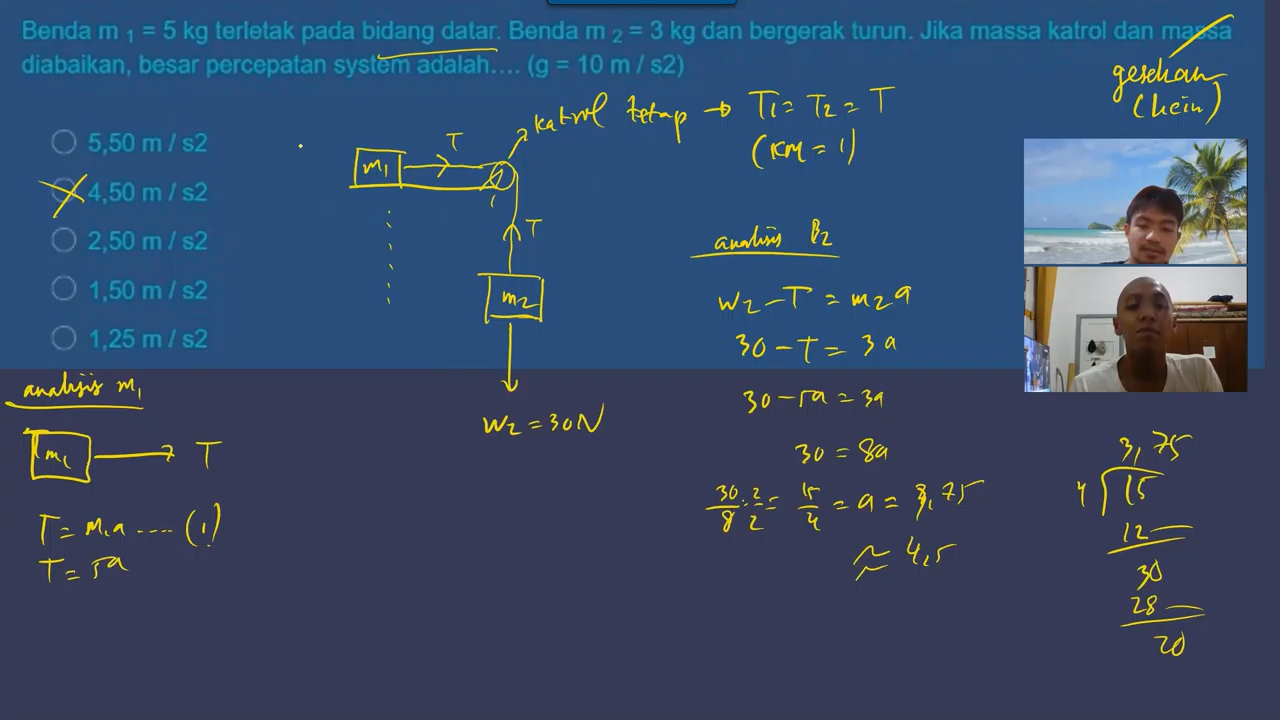 Benda m 1 = 5 kg terletak pada bidang datar. Benda m 2 = 3 kg dan bergerak turun. Jika massa katrol dan massa
diabaikan, besar percepatan system adalah.... (g = 10 m / s2)
gesekan
(licin)
5,50 m / s2
4,50 m / s2
2,50 m / s2
1,50 m / s2
1,25 m / s2
katrol tetap → T1 = T2 = T
(KM = 1)
m1
T
T
m2
W2 = 30N
analisis m1
m1
T
T = m1a .... (1)
T = 5a
analisis B2
W2 - T = m2a
30 - T = 3a
30 - 5a = 3a
30 = 8a
30/8 : 2/2 = 15/4 = a = 3,75
≈ 4,5
3,75
4 15
12
30
28
20